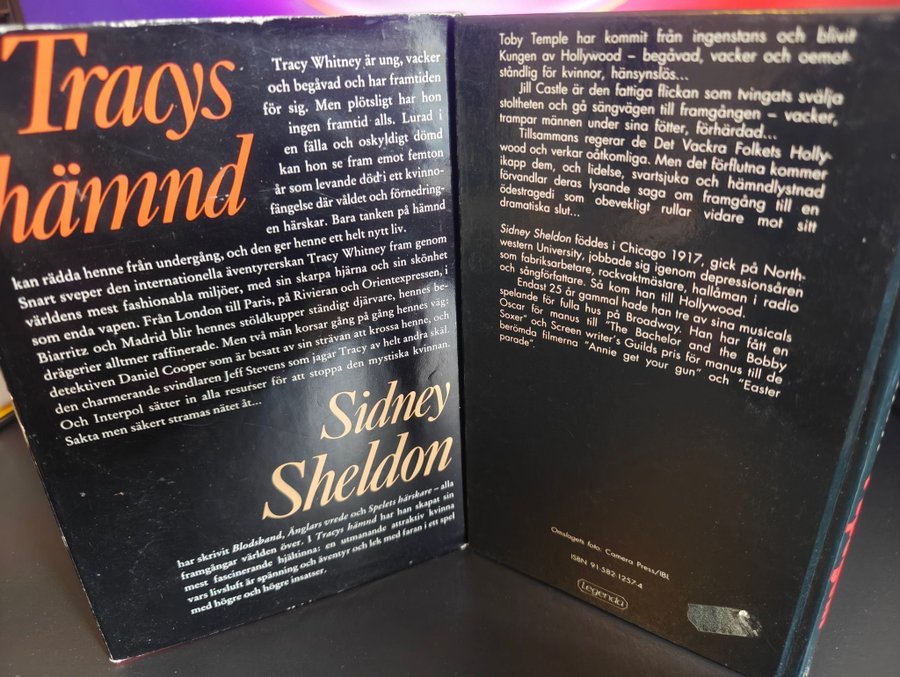 Tracys
hämnd
Tracy Whitney är ung, vacker
och begåvad och har framtiden
för sig. Men plötsligt har hon
ingen framtid alls. Lurad i
en fälla och oskyldigt dömd
kan hon se fram emot femton
år som levande död i ett kvinno-
fängelse där våldet och förnedring-
en härskar. Bara tanken på hämnd
kan rädda henne från undergång, och den ger henne ett helt nytt liv.
Snart sveper den internationella äventyrerskan Tracy Whitney fram genom
världens mest fashionabla miljöer, med sin skarpa hjärna och sin skönhet
som enda vapen. Från London till Paris, på Rivieran och Orientexpressen, i
Biarritz och Madrid blir hennes stöldkupper ständigt djärvare, hennes be-
drägerier alltmer raffinerade. Men två män korsar gång på gång hennes väg:
detektiven Daniel Cooper som är besatt av sin strävan att krossa henne, och
den charmerande svindlaren Jeff Stevens som jagar Tracy av helt andra skäl.
Och Interpol sätter in alla resurser för att stoppa den mystiska kvinnan.
Sakta men säkert stramas nätet åt...
Sidney
Sheldon
har skrivit Blodsband, Änglars vrede och Spelets härskare – alla
framgångar världen över. I Tracys hämnd har han skapat sin
mest fascinerande hjältinna: en utmanande attraktiv kvinna
vars livsluft är spänning och äventyr och lek med faran i ett spel
med högre och högre insatser.
Toby Temple har kommit från ingenstans och blivit
Kungen av Hollywood – begåvad, vacker och oemot-
ståndlig för kvinnor, hänsynslös...
Jill Castle är den fattiga flickan som tvingats svälja
stoltheten och gå sängvägen till framgången – vacker,
trampar männen under sina fötter, förhärdad...
Tillsammans regerar de Det Vackra Folkets Holly-
wood och verkar oåtkomliga. Men det förflutna kommer
ikapp dem, och lidelse, svartsjuka och hämndlystnad
förvandlar deras lysande saga om framgång till en
ödestragedi som obevekligt rullar vidare mot sitt
dramatiska slut...
Sidney Sheldon föddes i Chicago 1917, gick på North-
western University, jobbade sig igenom depressionsåren
som fabriksarbetare, rockvaktmästare, hallåman i radio
och sångförfattare. Så kom han till Hollywood.
Endast 25 år gammal hade han tre av sina musicals
spelande för fulla hus på Broadway. Han har fått en
Oscar för manus till "The Bachelor and the Bobby
Soxer" och Screen writer's Guilds pris för manus till de
berömda filmerna "Annie get your gun" och "Easter
parade".
Omslagets foto: Camera Press/IBL
ISBN 91-582-1257-4
Legenda